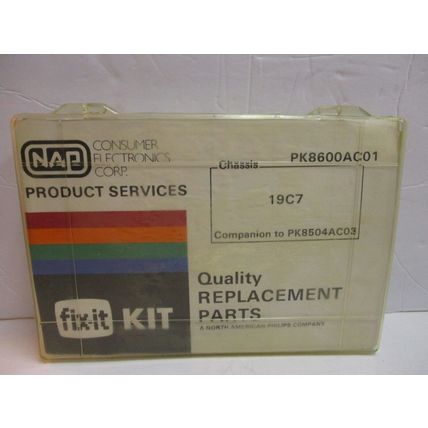 NAP
CONSUMER
ELECTRONICS
CORP.
PRODUCT SERVICES
Chassis
PK8600AC01
19C7
Companion to PK8504AC03
fix-it KIT
Quality
REPLACEMENT
PARTS
A NORTH AMERICAN PHILIPS COMPANY